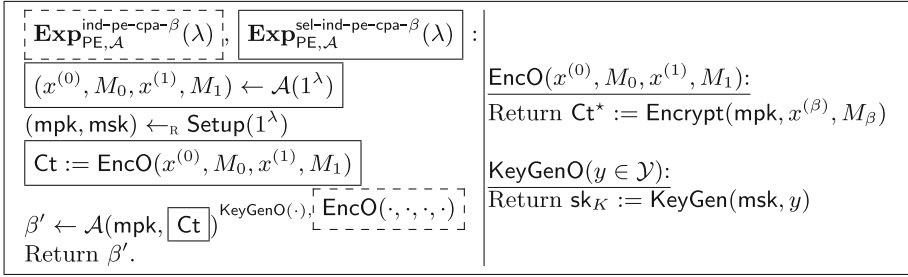 Exp^{ind-pe-cpa-β}_{PE,𝒜}(λ), Exp^{sel-ind-pe-cpa-β}_{PE,𝒜}(λ) :
(x^{(0)}, M_0, x^{(1)}, M_1) ← 𝒜(1^λ)
(mpk, msk) ←_R Setup(1^λ)
Ct := EncO(x^{(0)}, M_0, x^{(1)}, M_1)
β′ ← 𝒜(mpk, Ct)^{KeyGenO(·), EncO(·,·,·,·)}
Return β′.
EncO(x^{(0)}, M_0, x^{(1)}, M_1):
Return Ct^⋆ := Encrypt(mpk, x^{(β)}, M_β)
KeyGenO(y ∈ 𝒴):
Return sk_K := KeyGen(msk, y)